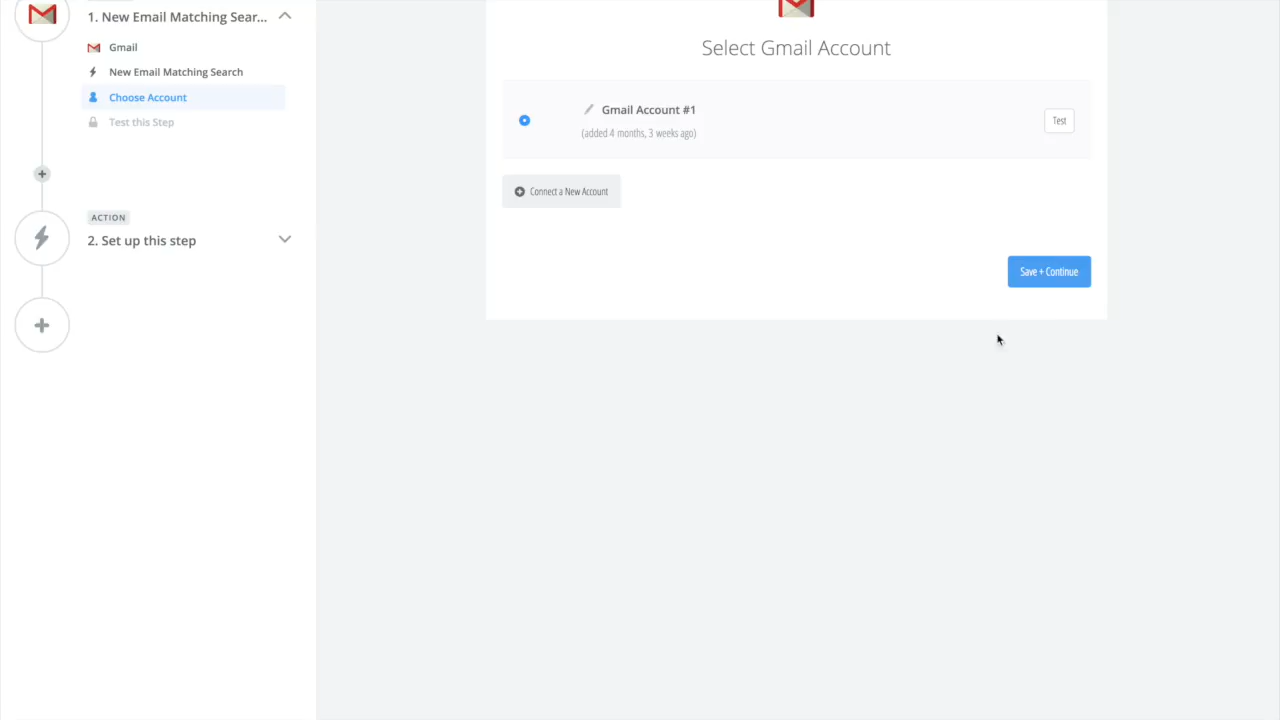 1. New Email Matching Sear...
Gmail
New Email Matching Search
Choose Account
Test this Step
ACTION
2. Set up this step
Select Gmail Account
Gmail Account #1
(added 4 months, 3 weeks ago)
Test
Connect a New Account
Save + Continue